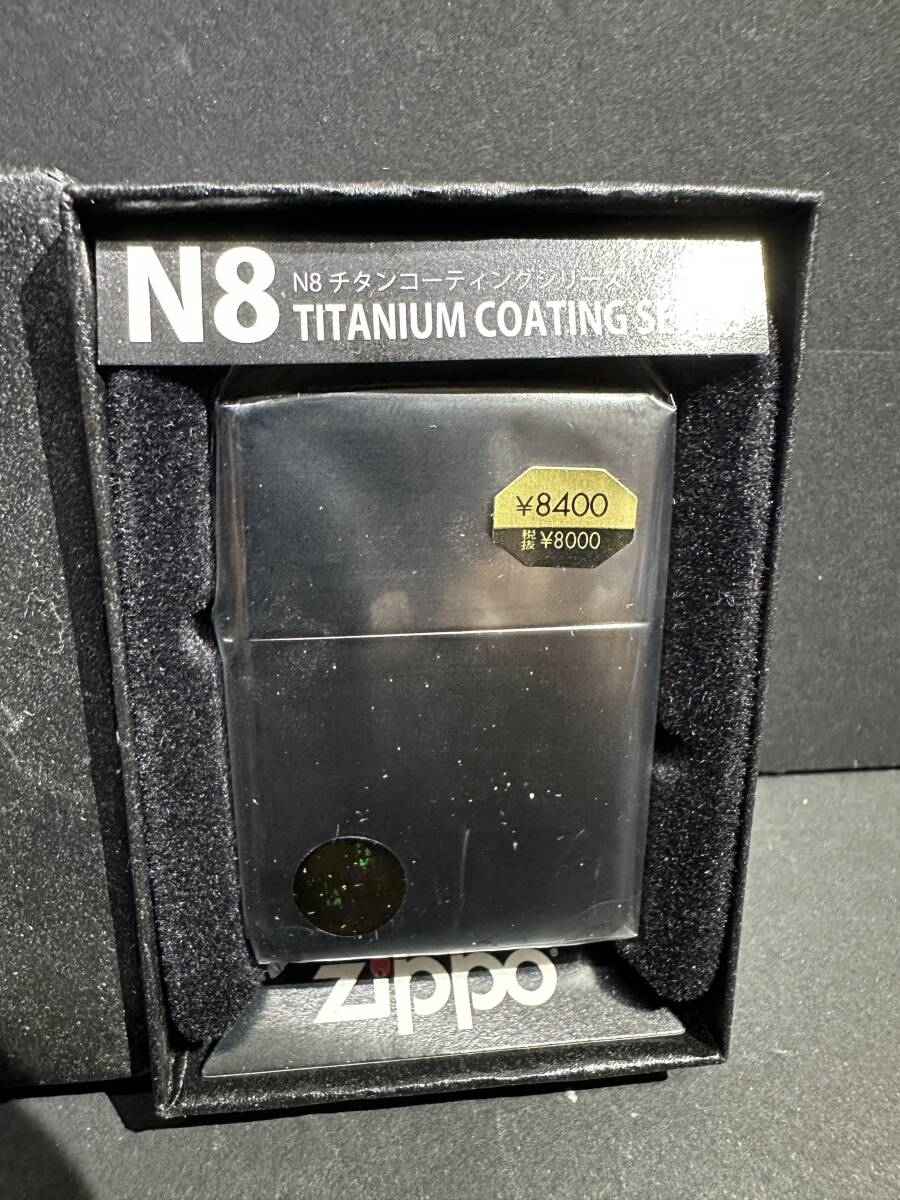 N8
N8 チタンコーティングシリーズ
TITANIUM COATING
¥8400
税抜 ¥8000
zippo